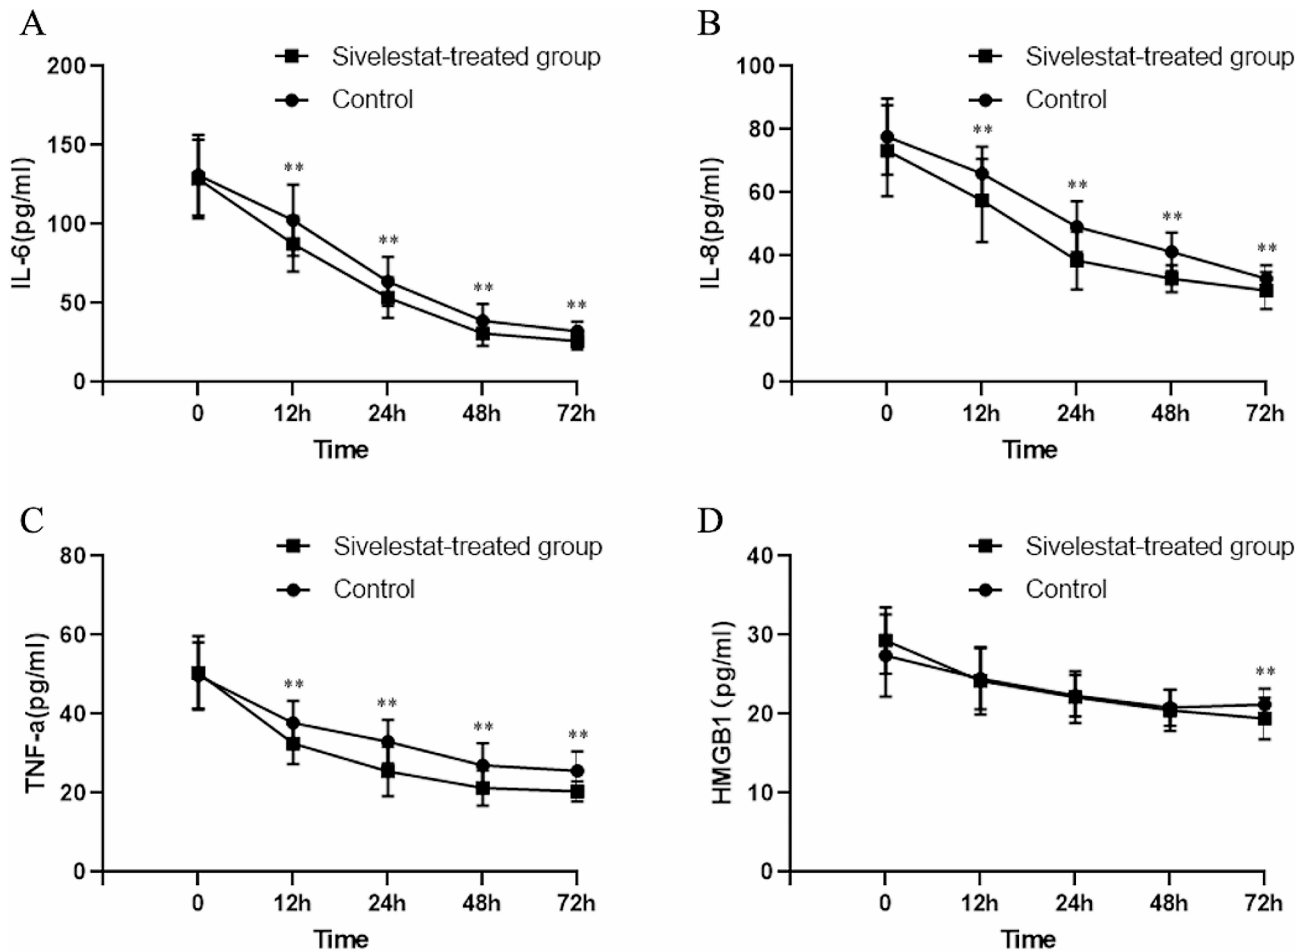 A
Sivelestat-treated group
Control
IL-6(pg/ml)
200
150
100
50
0
** ** ** **
0 12h 24h 48h 72h
Time
B
Sivelestat-treated group
Control
IL-8(pg/ml)
100
80
60
40
20
0
** ** ** **
0 12h 24h 48h 72h
Time
C
Sivelestat-treated group
Control
TNF-a(pg/ml)
80
60
40
20
0
** ** ** **
0 12h 24h 48h 72h
Time
D
Sivelestat-treated group
Control
HMGB1 (pg/ml)
40
30
20
10
0
**
0 12h 24h 48h 72h
Time